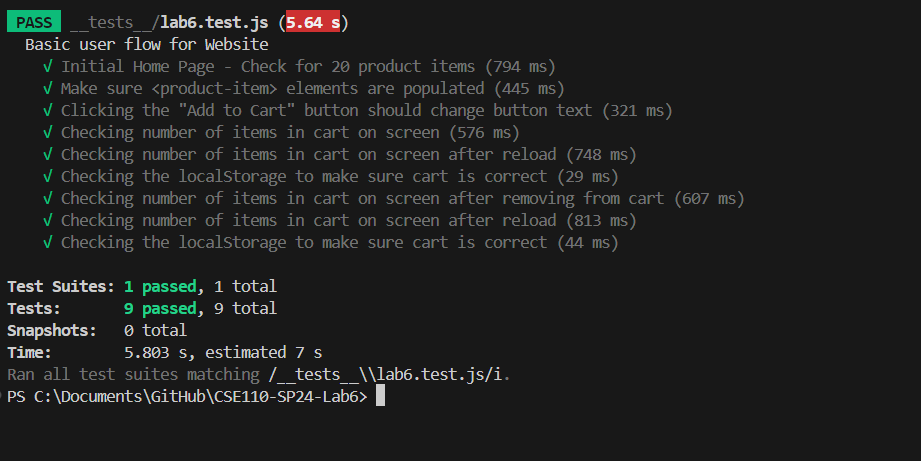 PASS __tests__/lab6.test.js (5.64 s)
Basic user flow for Website
√ Initial Home Page - Check for 20 product items (794 ms)
√ Make sure <product-item> elements are populated (445 ms)
√ Clicking the "Add to Cart" button should change button text (321 ms)
√ Checking number of items in cart on screen (576 ms)
√ Checking number of items in cart on screen after reload (748 ms)
√ Checking the localStorage to make sure cart is correct (29 ms)
√ Checking number of items in cart on screen after removing from cart (607 ms)
√ Checking number of items in cart on screen after reload (813 ms)
√ Checking the localStorage to make sure cart is correct (44 ms)
Test Suites: 1 passed, 1 total
Tests: 9 passed, 9 total
Snapshots: 0 total
Time: 5.803 s, estimated 7 s
Ran all test suites matching /__tests__\\lab6.test.js/i.
PS C:\Documents\GitHub\CSE110-SP24-Lab6>